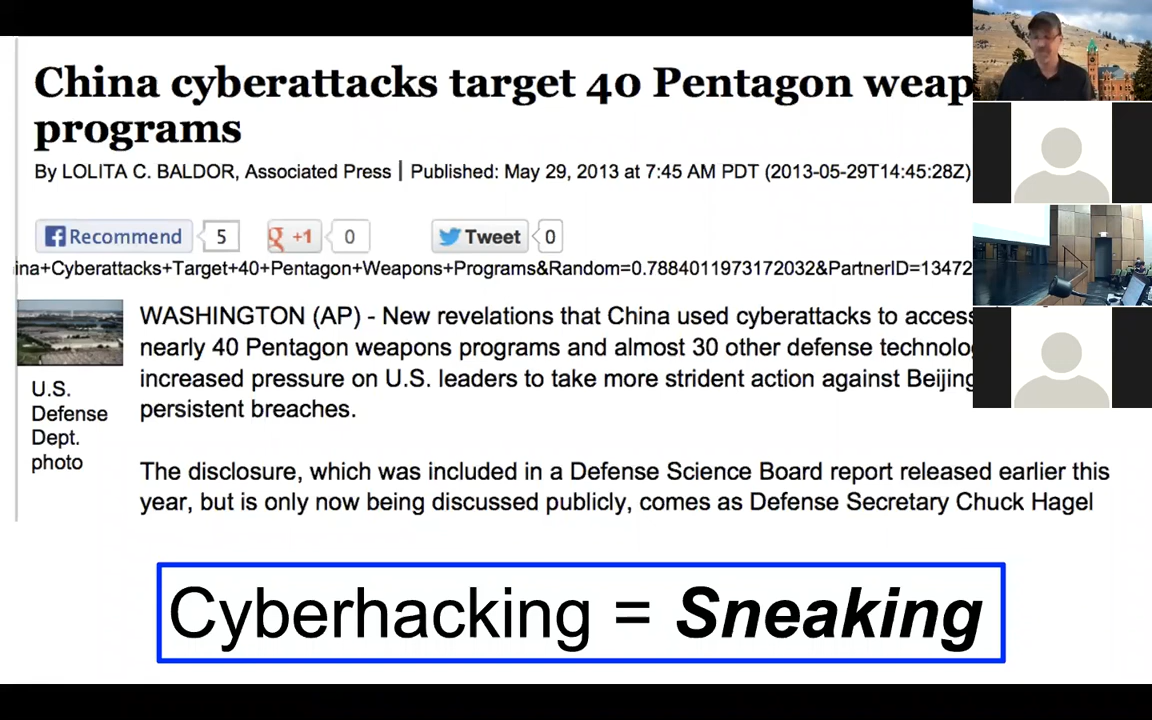 China cyberattacks target 40 Pentagon
programs
By LOLITA C. BALDOR, Associated Press | Published: May 29, 2013 at 7:45 AM PDT (2013-05-29T14:45:28Z)
Recommend 5 g +1 0 Tweet 0
ina+Cyberattacks+Target+40+Pentagon+Weapons+Programs&Random=0.7884011973172032&PartnerID=13472
WASHINGTON (AP) - New revelations that China used cyberattacks to access
nearly 40 Pentagon weapons programs and almost 30 other defense
increased pressure on U.S. leaders to take more strident action against Beijing
persistent breaches.
U.S.
Defense
Dept.
photo
The disclosure, which was included in a Defense Science Board report released earlier this
year, but is only now being discussed publicly, comes as Defense Secretary Chuck Hagel
Cyberhacking = Sneaking